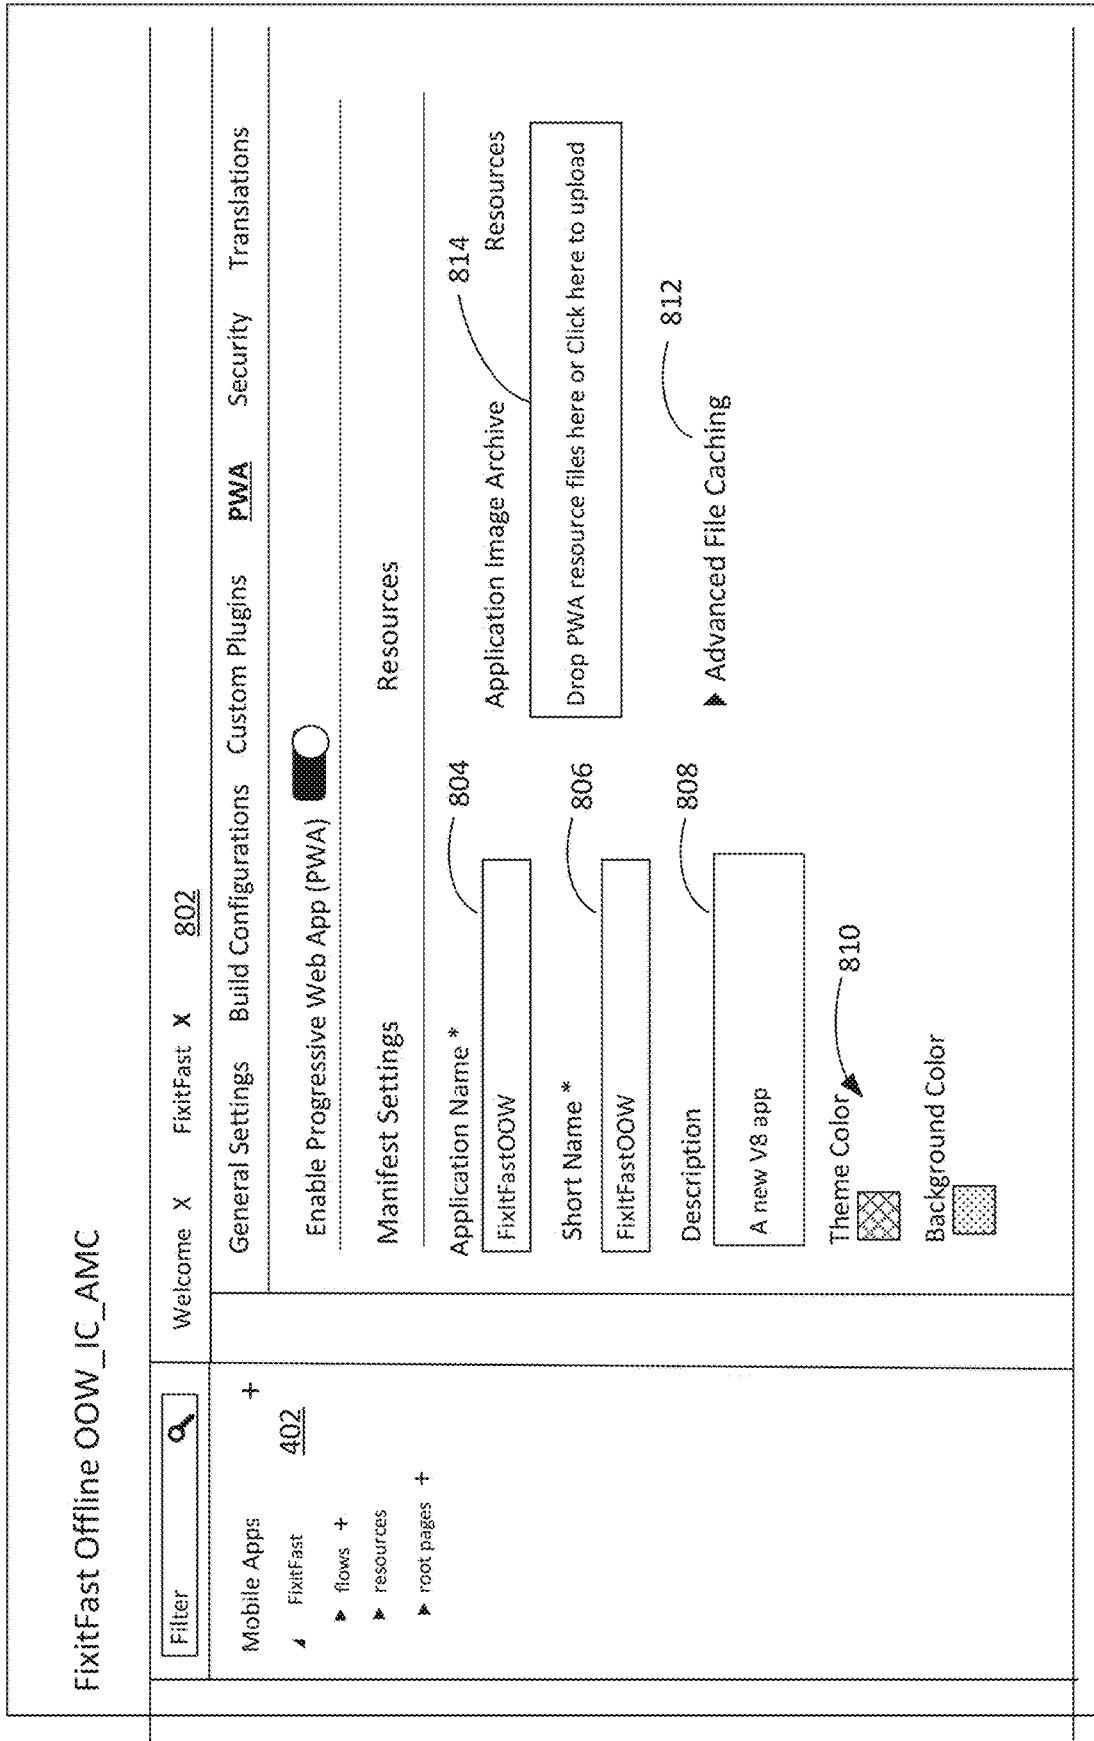 FixitFast Offline OOW_IC_AMC
Filter
Welcome X FixitFast X 802
Mobile Apps +
FixitFast 402
flows +
resources
root pages +
General Settings Build Configurations Custom Plugins PWA Security Translations
Enable Progressive Web App (PWA)
Manifest Settings
Application Name *
804
FixItFastOOW
Short Name *
806
FixItFastOOW
Description
808
A new V8 app
Theme Color
810
Background Color
Resources
Application Image Archive Resources
814
Drop PWA resource files here or Click here to upload
Advanced File Caching
812